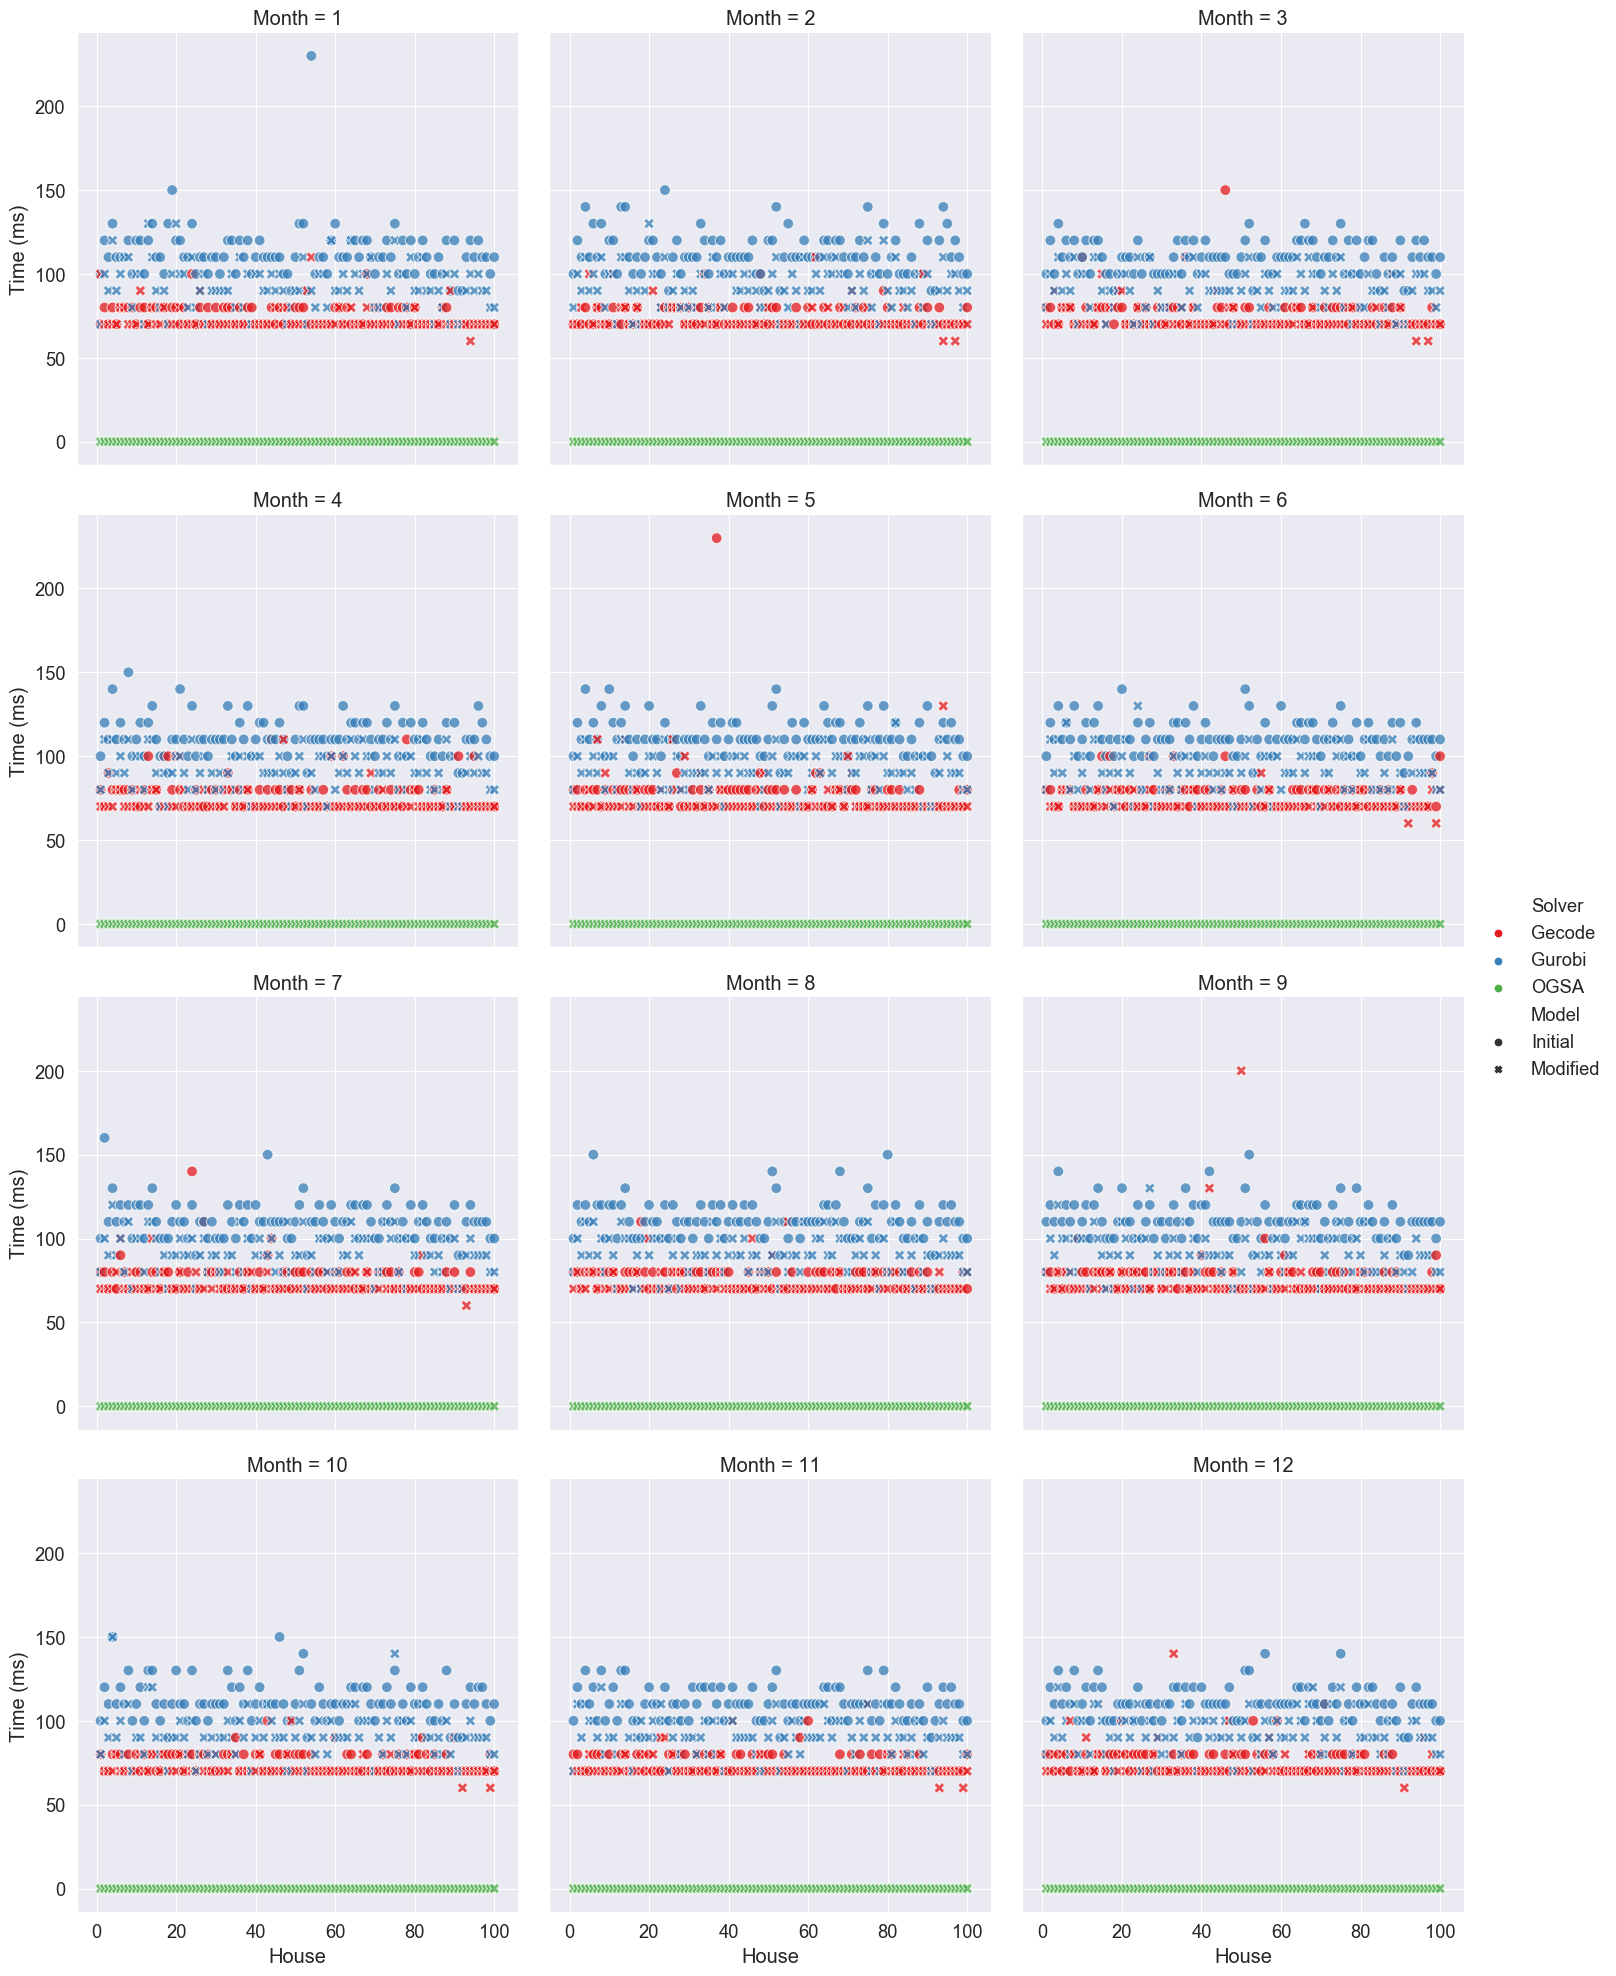 Month = 1
Month = 2
Month = 3
200
150
100
50
0
Time (ms)
Month = 4
Month = 5
Month = 6
200
150
100
50
0
Time (ms)
Solver
Gecode
Gurobi
OGSA
Model
Initial
Modified
Month = 7
Month = 8
Month = 9
200
150
100
50
0
Time (ms)
Month = 10
Month = 11
Month = 12
200
150
100
50
0
Time (ms)
0 20 40 60 80 100
0 20 40 60 80 100
0 20 40 60 80 100
House
House
House